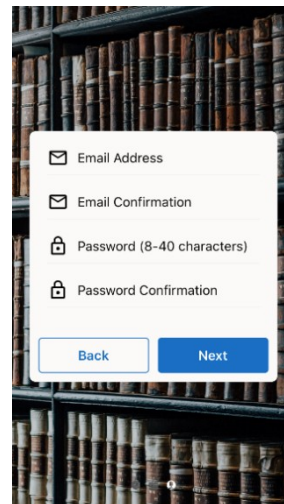 Email Address
Email Confirmation
Password (8-40 characters)
Password Confirmation
Back
Next